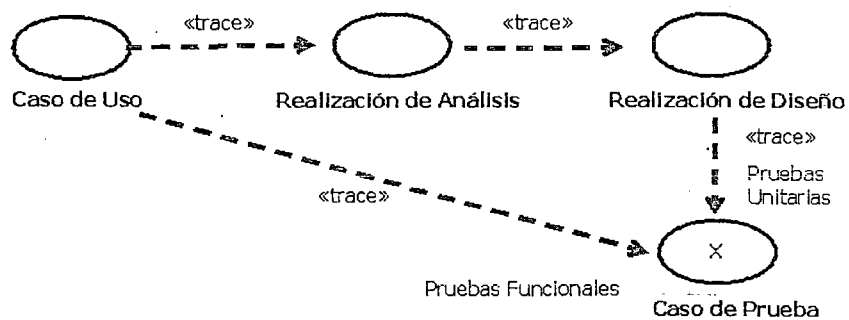 «trace»
«trace»
Caso de Uso
Realización de Análisis
Realización de Diseño
«trace»
Pruebas
Unitarias
«trace»
X
Pruebas Funcionales
Caso de Prueba